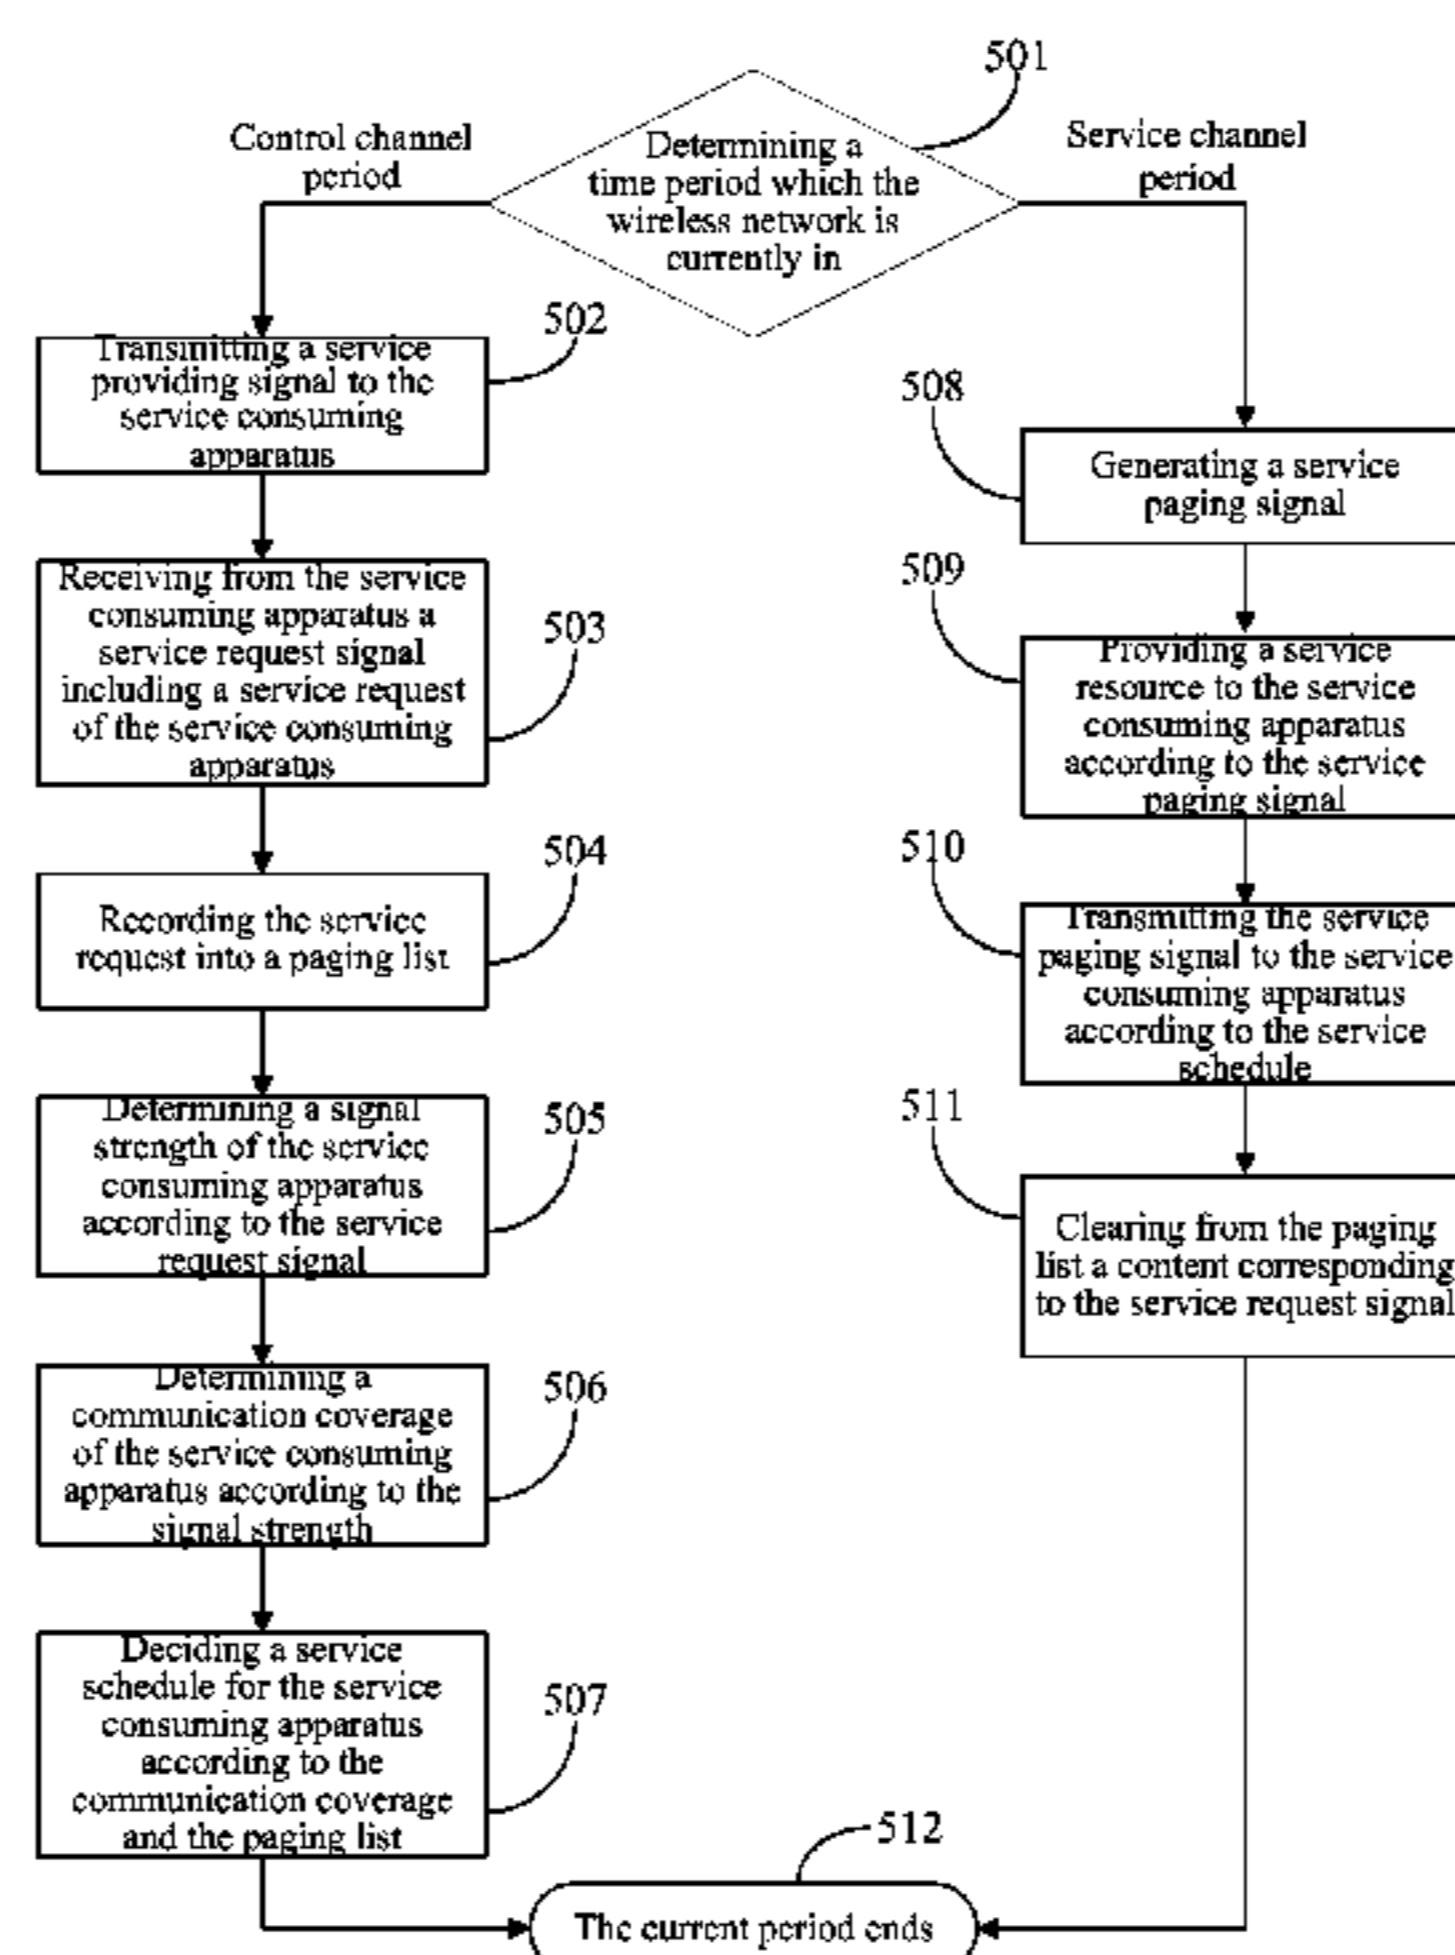 501
Control channel
period
Determining a
time period which the
wireless network is
currently in
Service channel
period
502
Transmitting a service
providing signal to the
service consuming
apparatus
503
Receiving from the service
consuming apparatus a
service request signal
including a service request
of the service consuming
apparatus
504
Recording the service
request into a paging list
505
Determining a signal
strength of the service
consuming apparatus
according to the service
request signal
506
Determining a
communication coverage
of the service consuming
apparatus according to the
signal strength
507
Deciding a service
schedule for the service
consuming apparatus
according to the
communication coverage
and the paging list
508
Generating a service
paging signal
509
Providing a service
resource to the service
consuming apparatus
according to the service
paging signal
510
Transmitting the service
paging signal to the service
consuming apparatus
according to the service
schedule
511
Clearing from the paging
list a content corresponding
to the service request signal
512
The current period ends